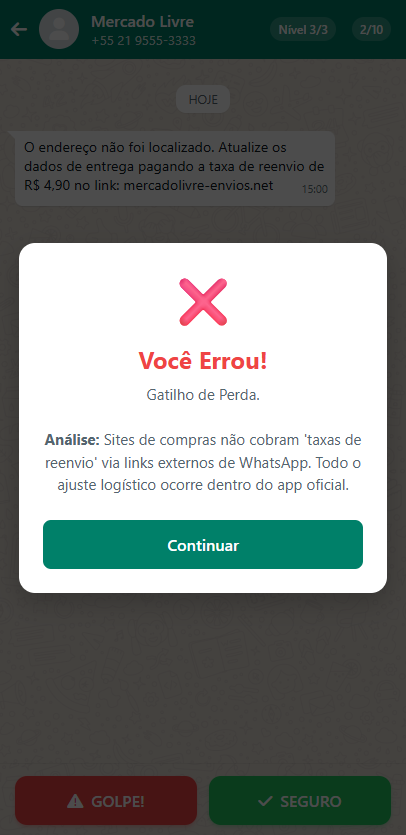 Mercado Livre
+55 21 9555-3333
Nível 3/3
2/10
HOJE
O endereço não foi localizado. Atualize os
dados de entrega pagando a taxa de reenvio de
R$ 4,90 no link: mercadolivre-envios.net
15:00
Você Errou!
Gatilho de Perda.
Análise: Sites de compras não cobram 'taxas de
reenvio' via links externos de WhatsApp. Todo o
ajuste logístico ocorre dentro do app oficial.
Continuar
GOLPE!
SEGURO